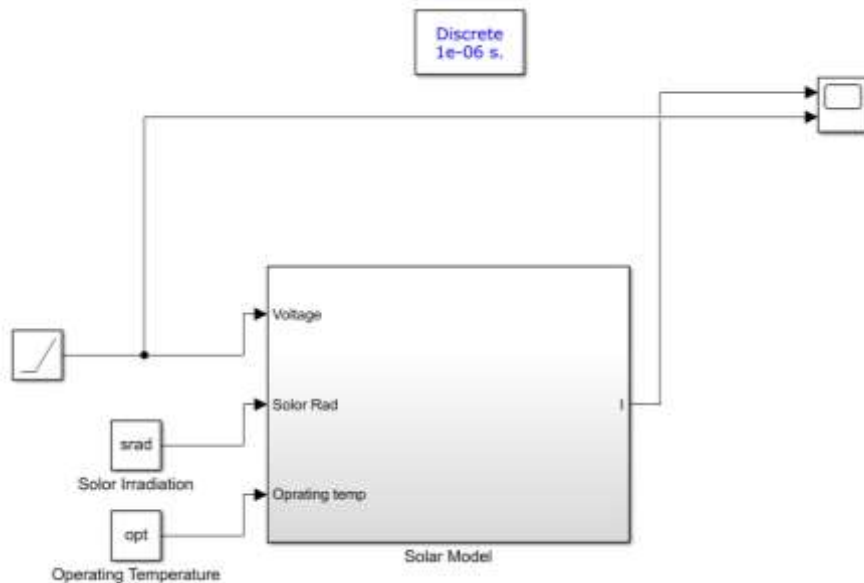 Discrete
1e-06 s.
Voltage
Solor Rad
I
srad
Solor Irradiation
Oprating temp
opt
Solar Model
Operating Temperature